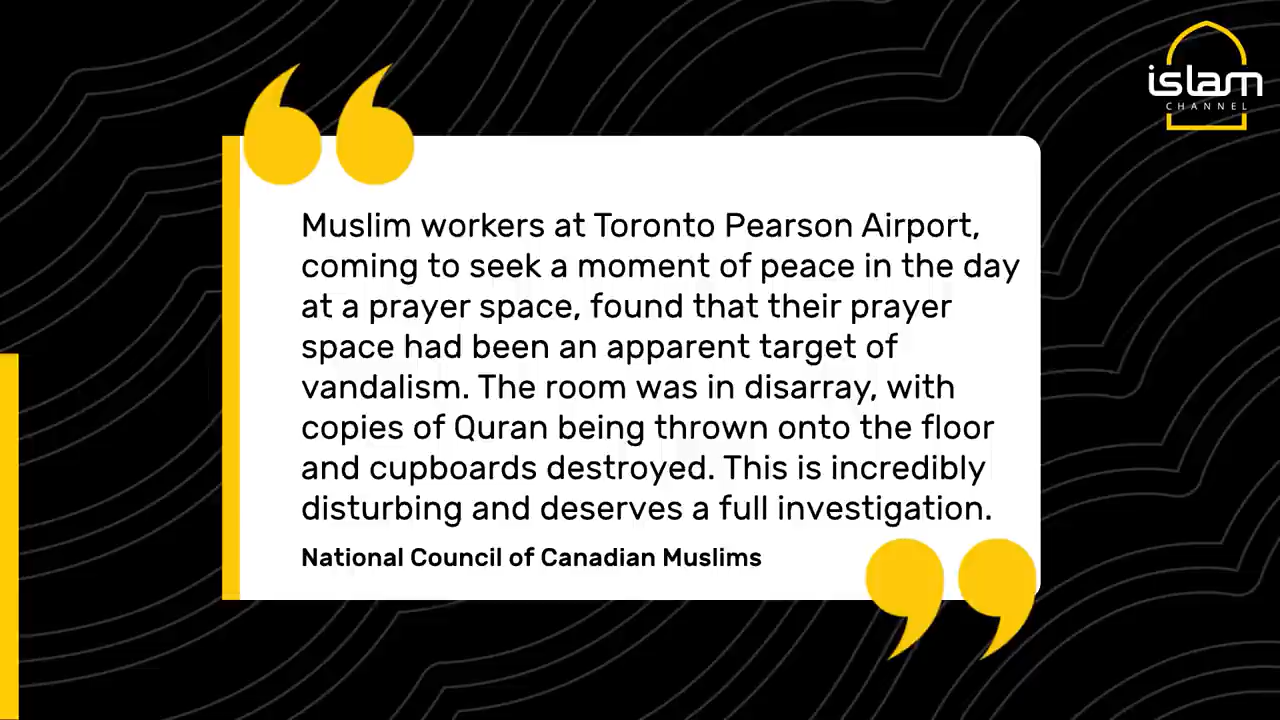 islam
CHANNEL
Muslim workers at Toronto Pearson Airport,
coming to seek a moment of peace in the day
at a prayer space, found that their prayer
space had been an apparent target of
vandalism. The room was in disarray, with
copies of Quran being thrown onto the floor
and cupboards destroyed. This is incredibly
disturbing and deserves a full investigation.
National Council of Canadian Muslims